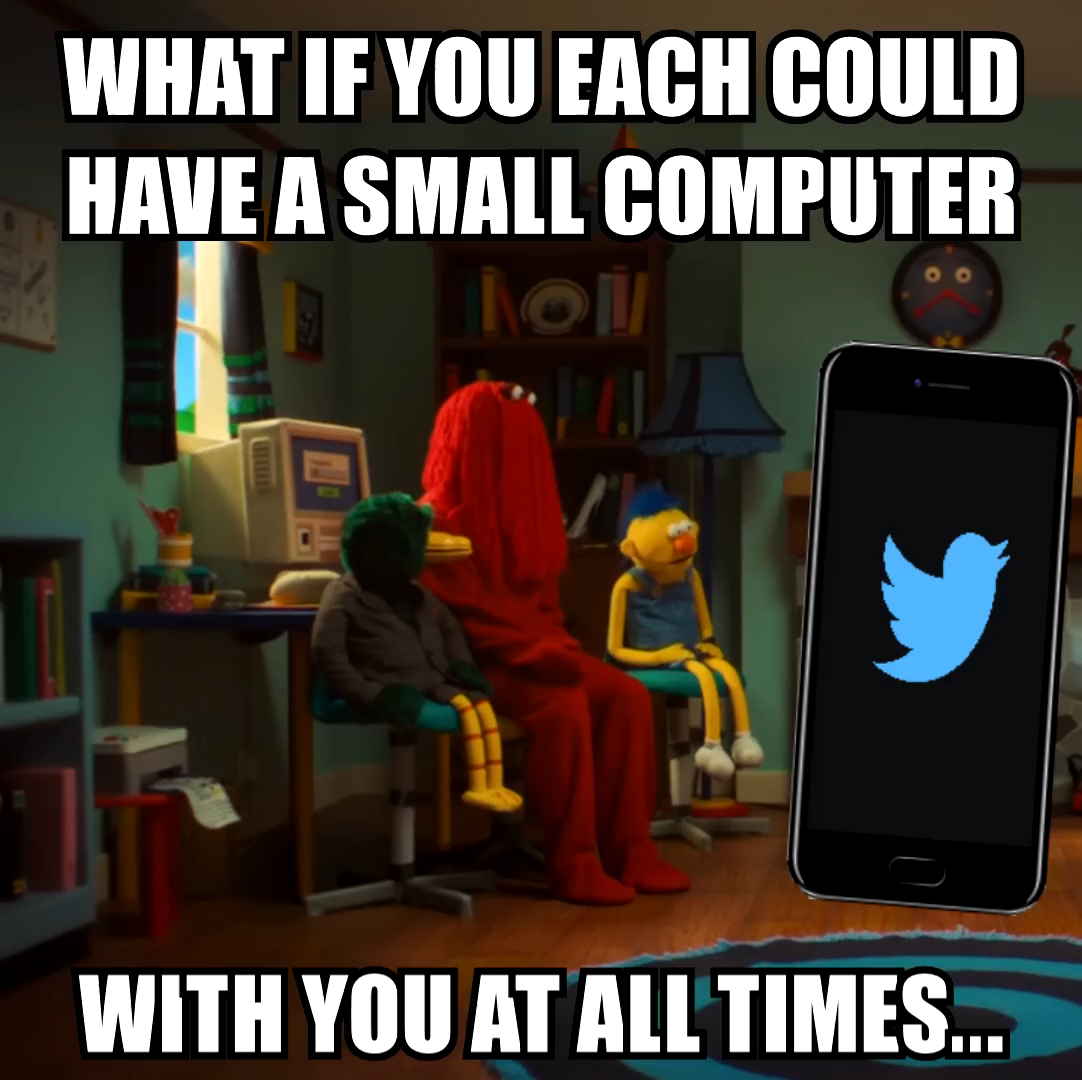 WHAT IF YOU EACH COULD
HAVE A SMALL COMPUTER
WITH YOU AT ALL TIMES...